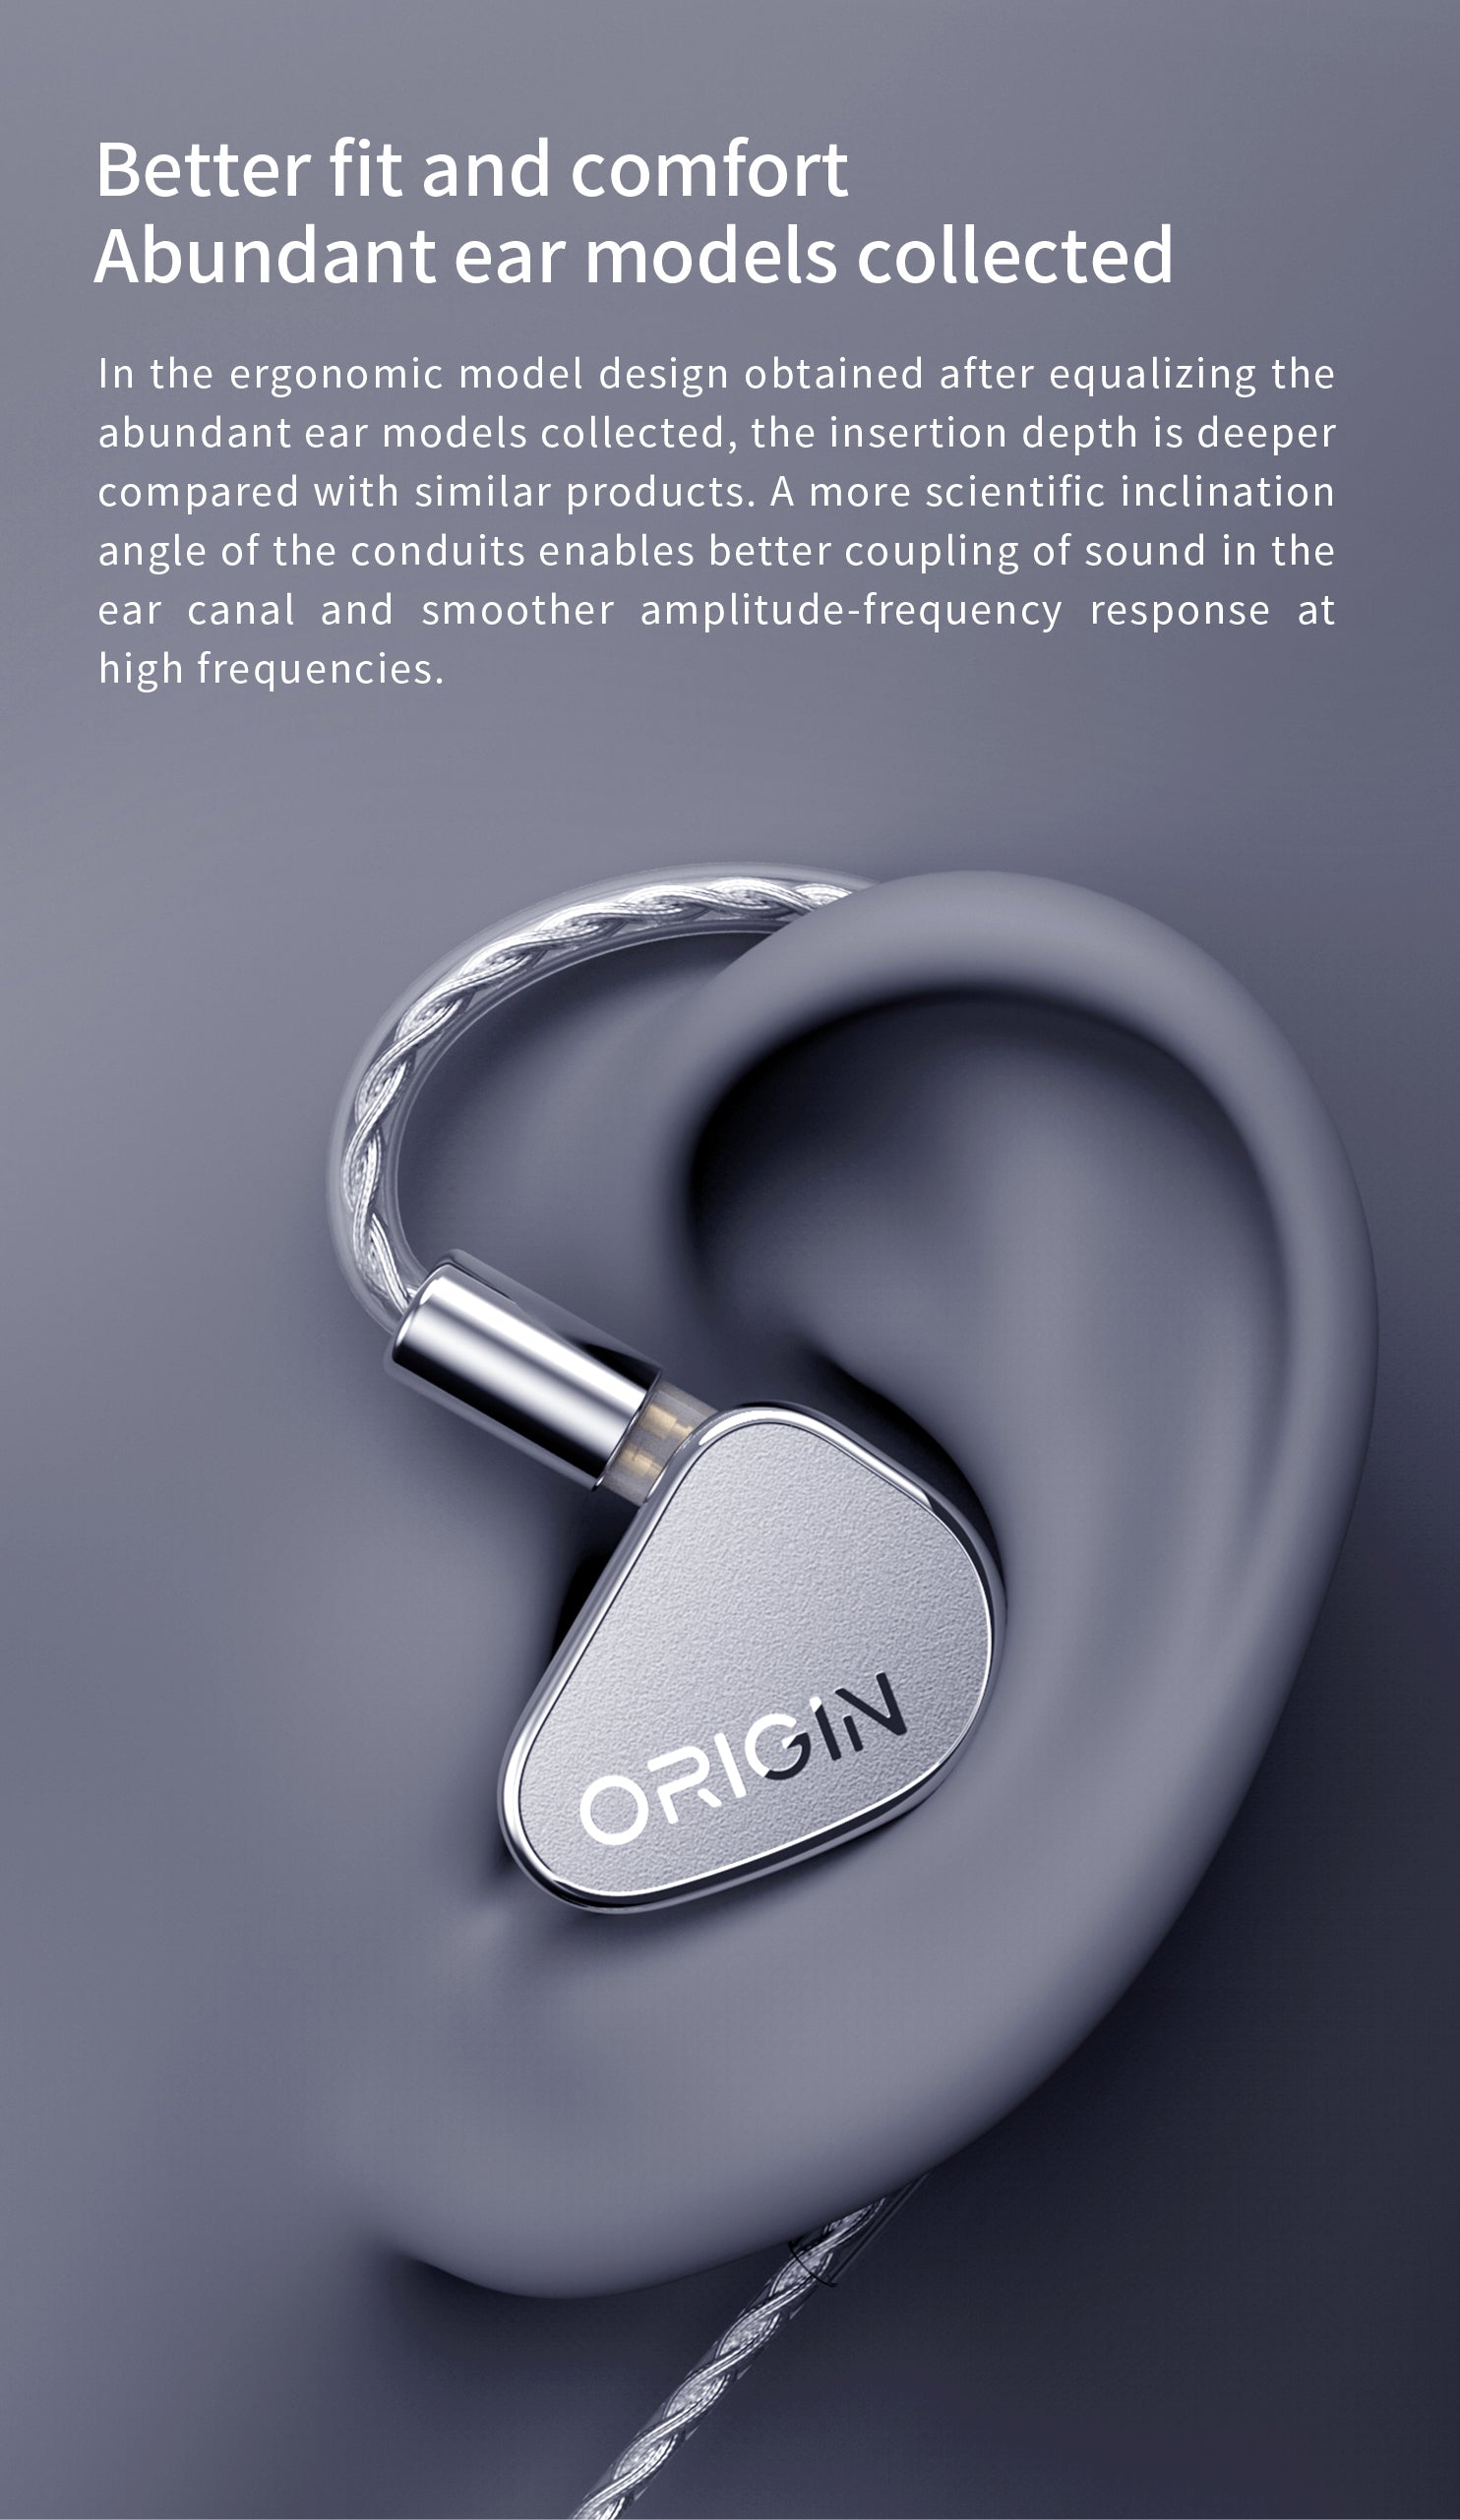 Better fit and comfort
Abundant ear models collected
In the ergonomic model design obtained after equalizing the
abundant ear models collected, the insertion depth is deeper
compared with similar products. A more scientific inclination
angle of the conduits enables better coupling of sound in the
ear canal and smoother amplitude-frequency response at
high frequencies.
ORIGIN